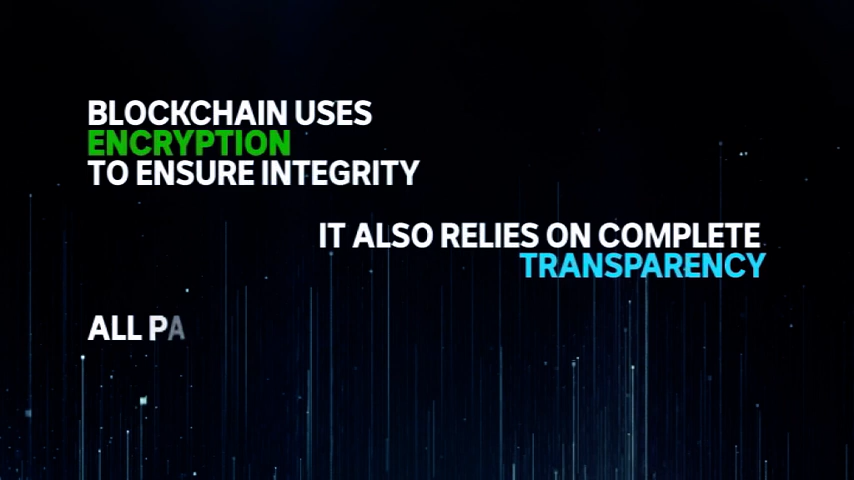 BLOCKCHAIN USES
ENCRYPTION
TO ENSURE INTEGRITY
IT ALSO RELIES ON COMPLETE
TRANSPARENCY
ALL PA